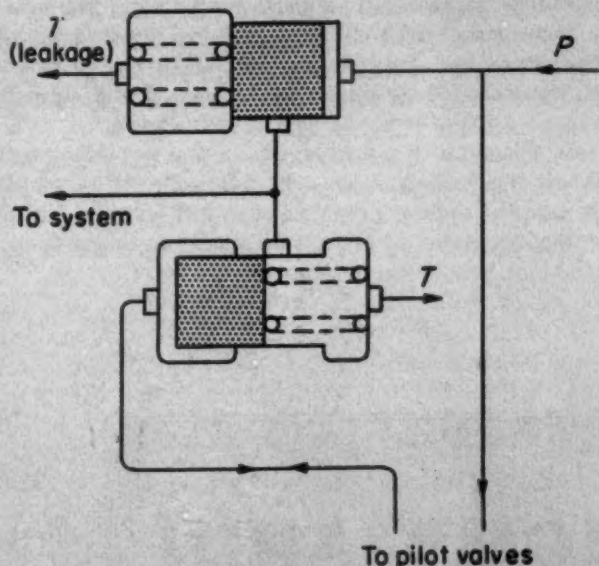 T
(leakage)
P
To system
T
To pilot valves